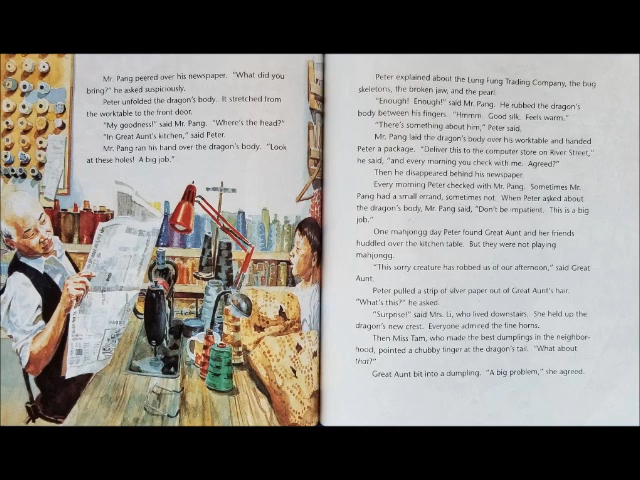 Mr. Pang peered over his newspaper. "What did you
bring?" he asked suspiciously.
Peter unfolded the dragon's body. It stretched from
the worktable to the front door.
"My goodness!" said Mr. Pang. "Where's the head?"
"In Great Aunt's kitchen," said Peter.
Mr. Pang ran his hand over the dragon's body. "Look
at these holes! A big job."
Peter explained about the Lung Fung Trading Company, the bug
skeletons, the broken jaw, and the pearl.
"Enough! Enough!" said Mr. Pang. He rubbed the dragon's
body between his fingers. "Hmmm. Good silk. Feels warm."
"There's something about him," Peter said.
Mr. Pang laid the dragon's body over his worktable and handed
Peter a package. "Deliver this to the computer store on River Street,"
he said, "and every morning you check with me. Agreed?"
Then he disappeared behind his newspaper.
Every morning Peter checked with Mr. Pang. Sometimes Mr.
Pang had a small errand, sometimes not. When Peter asked about
the dragon's body, Mr. Pang said, "Don't be impatient. This is a big
job."
One mahjongg day Peter found Great Aunt and her friends
huddled over the kitchen table. But they were not playing
mahjongg.
"This sorry creature has robbed us of our afternoon," said Great
Aunt.
Peter pulled a strip of silver paper out of Great Aunt's hair.
"What's this?" he asked.
"Surprise!" said Mrs. Li, who lived downstairs. She held up the
dragon's new crest. Everyone admired the fine horns.
Then Miss Tam, who made the best dumplings in the neighbor-
hood, pointed a chubby finger at the dragon's tail. "What about
that?"
Great Aunt bit into a dumpling. "A big problem," she agreed.